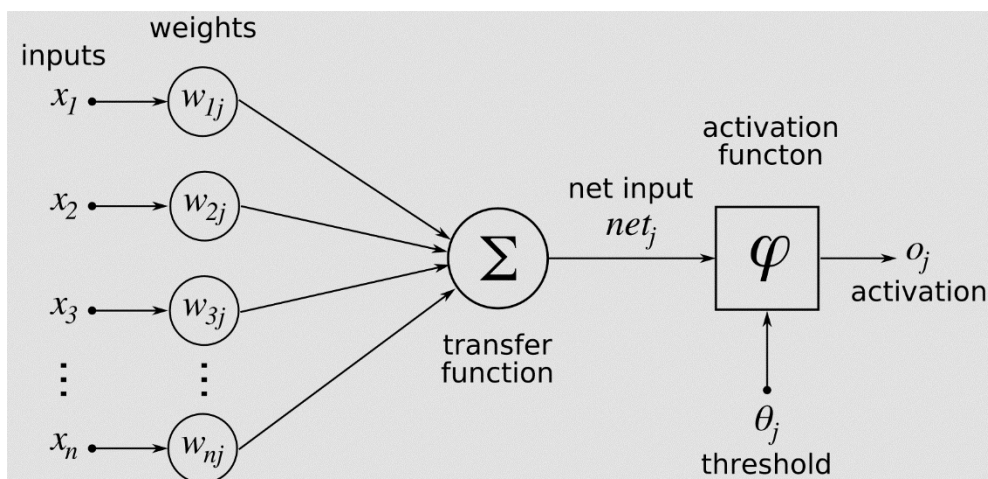 weights
inputs
x1
w1j
x2
w2j
x3
w3j
⋮
⋮
xn
wnj
Σ
transfer
function
net input
netj
activation
functon
φ
oj
activation
θj
threshold